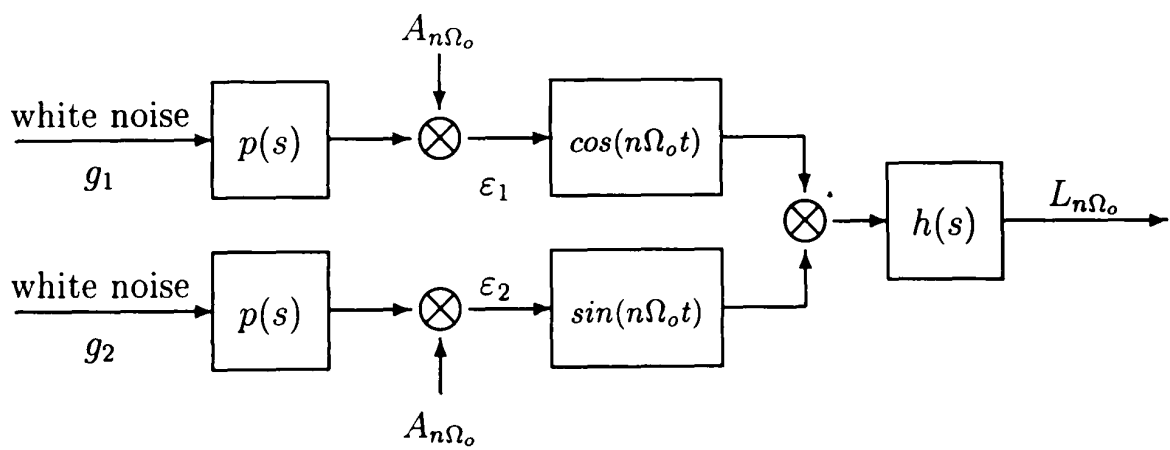 A_{nΩ_o}
white noise
p(s)
cos(nΩ_o t)
g_1
ε_1
h(s)
L_{nΩ_o}
white noise
p(s)
ε_2
sin(nΩ_o t)
g_2
A_{nΩ_o}